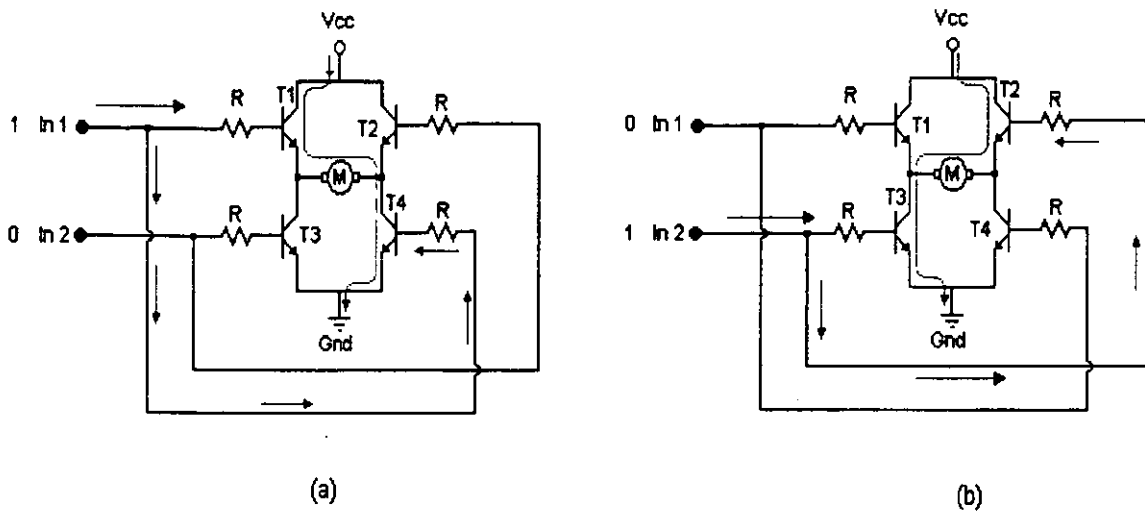 Vcc
R
T1
T2
R
1 In 1
M
R
T3
T4
R
0 In 2
Gnd
(a)
Vcc
R
T1
T2
R
0 In 1
M
R
T3
T4
R
1 In 2
Gnd
(b)